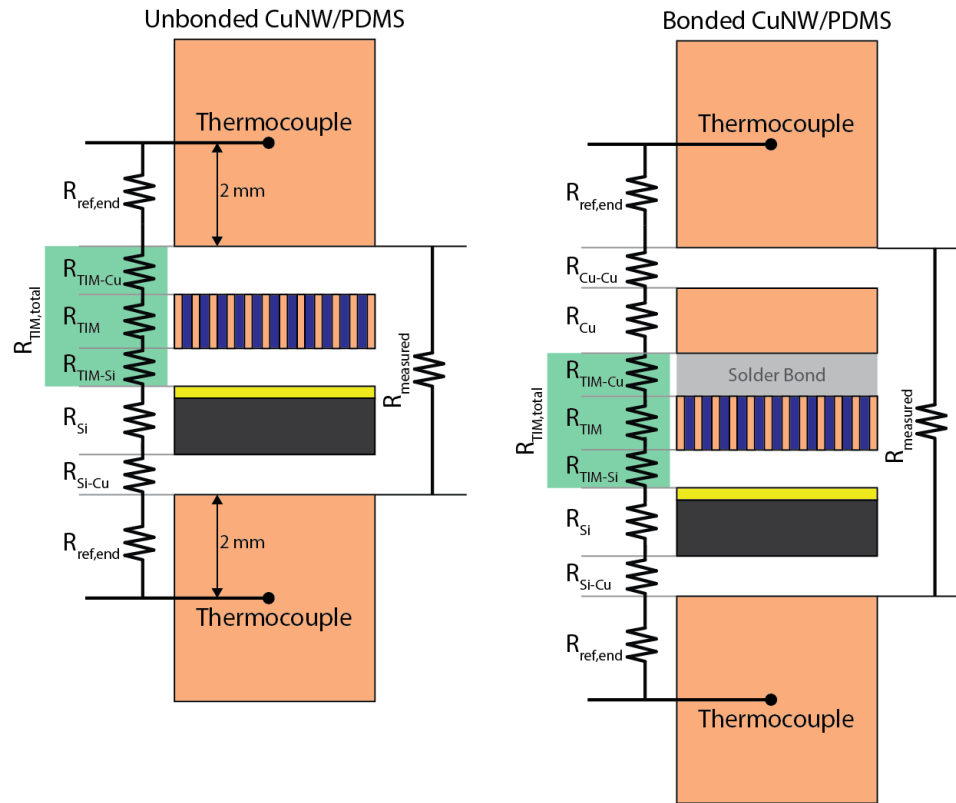 Unbonded CuNW/PDMS
Thermocouple
2 mm
R_ref,end
R_TIM-Cu
R_TIM
R_TIM-Si
R_TIM,total
R_Si
R_Si-Cu
R_measured
R_ref,end
2 mm
Thermocouple
Bonded CuNW/PDMS
Thermocouple
R_ref,end
R_Cu-Cu
R_Cu
R_TIM-Cu
Solder Bond
R_TIM
R_TIM-Si
R_TIM,total
R_Si
R_Si-Cu
R_measured
R_ref,end
Thermocouple